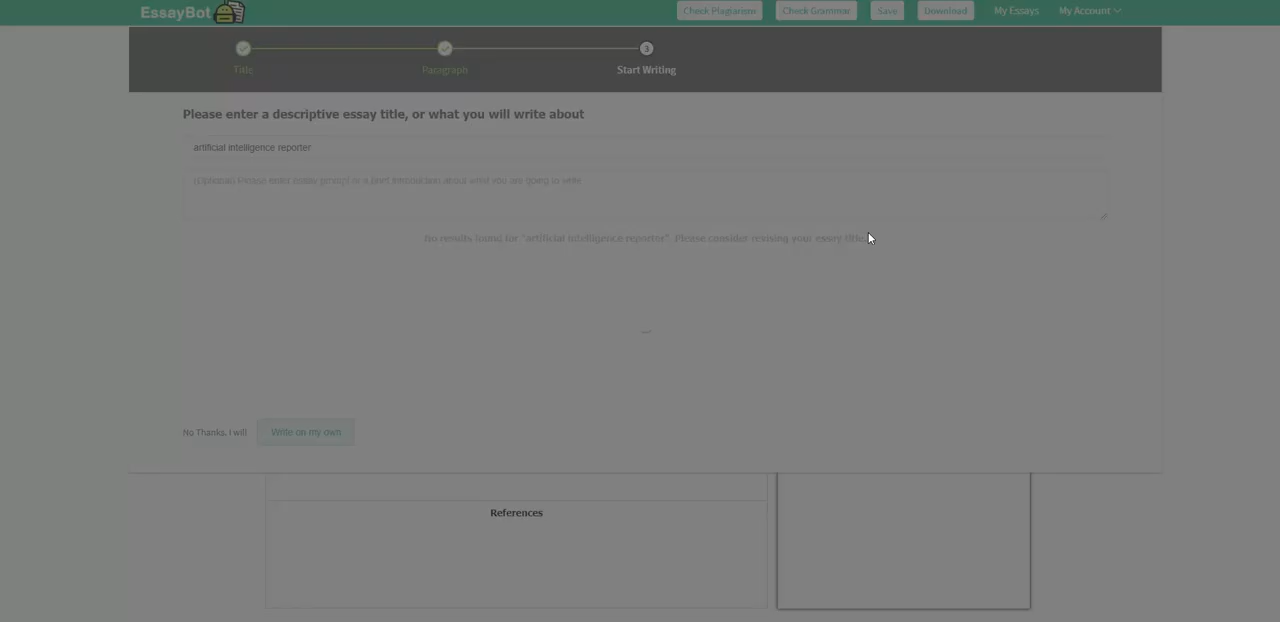 EssayBot
Check Plagiarism Check Grammar Save Download My Essays My Account
3
Title Paragraph Start Writing
Please enter a descriptive essay title, or what you will write about
artificial intelligence reporter
(Optional) Please enter essay prompt or a brief introduction about what you are going to write
No results found for "artificial intelligence reporter". Please consider revising your essay title.
No Thanks, I will Write on my own
References